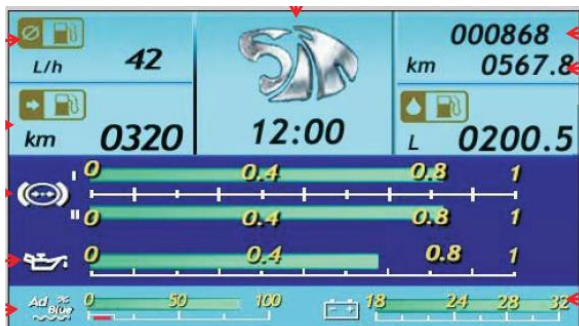 L/h 42
km 0320
12:00
000868
km 0567.8
L 0200.5
I 0 0.4 0.8 1
II 0 0.4 0.8 1
0 0.4 0.8 1
Ad Blue % 0 50 100
- + 18 24 28 32